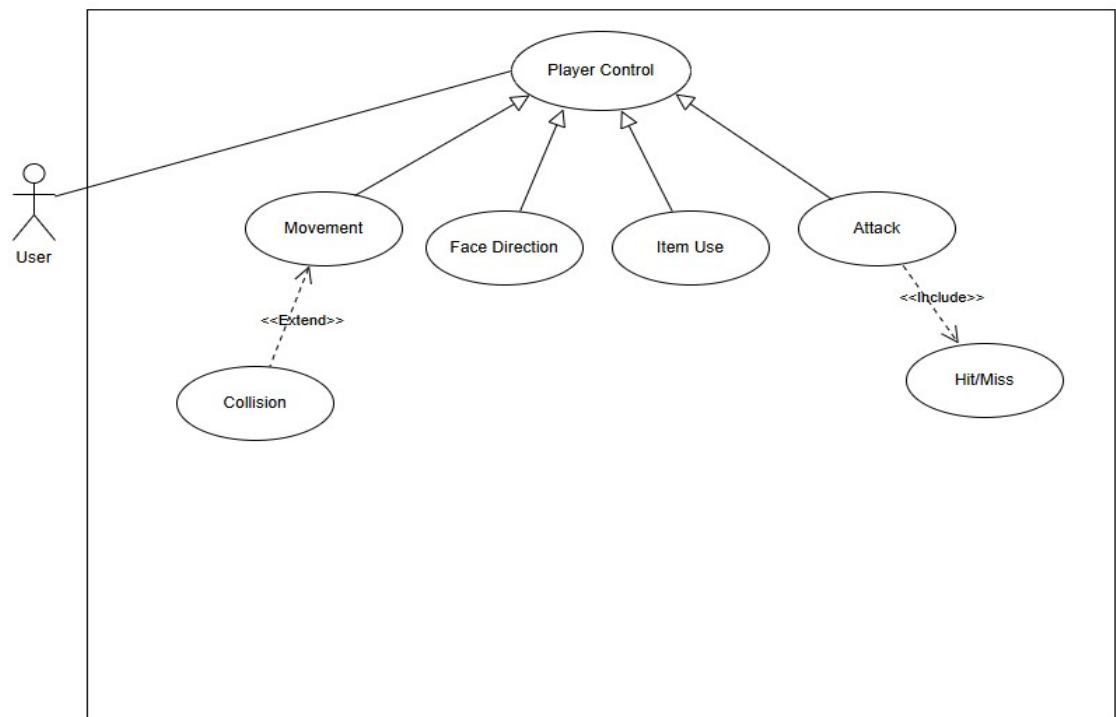 Player Control
Movement
Attack
Face Direction
Item Use
User
<<Include>>
<<Extend>>
Hit/Miss
Collision